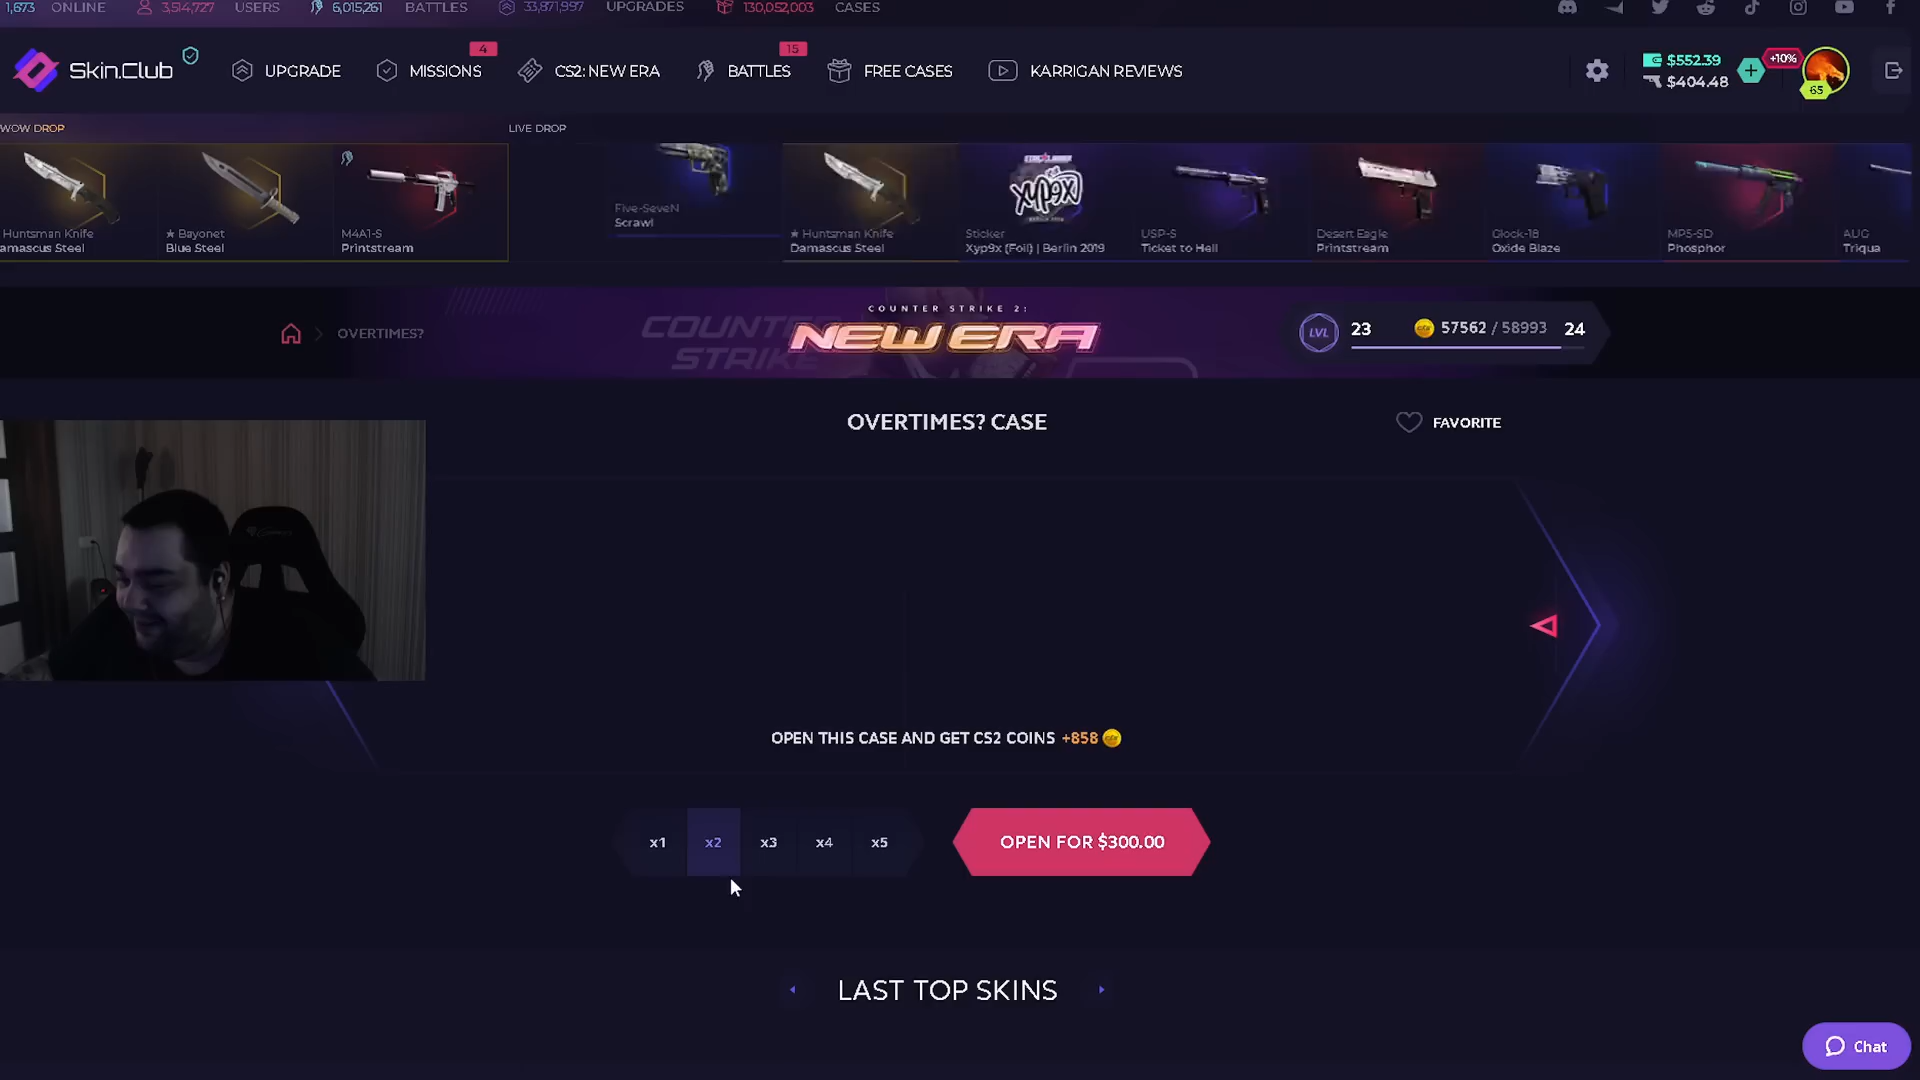 1,673 ONLINE 3,514,727 USERS 6,015,261 BATTLES 33,871,997 UPGRADES 130,052,003 CASES
Skin.Club UPGRADE MISSIONS 4 CS2: NEW ERA BATTLES 15 FREE CASES KARRIGAN REVIEWS $552.39 $404.48 +10% 65
WOW DROP LIVE DROP
Huntsman Knife
amascus Steel
★ Bayonet
Blue Steel
M4A1-S
Printstream
Five-SeveN
Scrawl
★ Huntsman Knife
Damascus Steel
Sticker
Xyp9x (Foil) | Berlin 2019
USP-S
Ticket to Hell
Desert Eagle
Printstream
Glock-18
Oxide Blaze
MP5-SD
Phosphor
AUG
Triqua
OVERTIMES?
COUNTER STRIKE 2:
NEW ERA
COUNT
STRIKE
LVL 23 57562 / 58993 24
OVERTIMES? CASE
FAVORITE
OPEN THIS CASE AND GET CS2 COINS +858
x1 x2 x3 x4 x5 OPEN FOR $300.00
LAST TOP SKINS
Chat